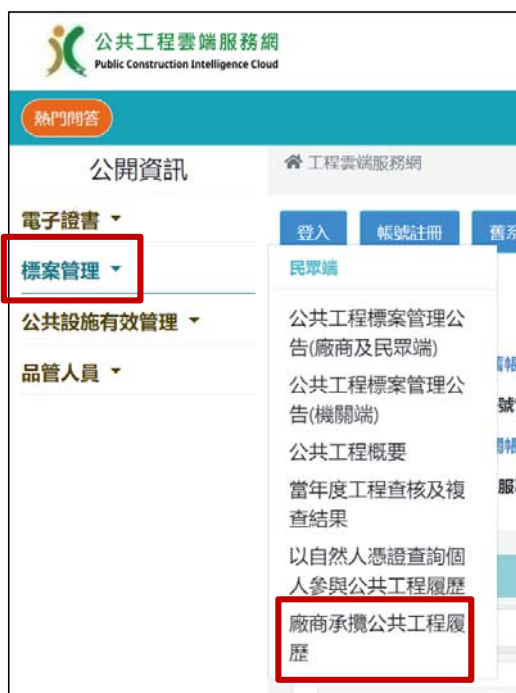 公共工程雲端服務網
Public Construction Intelligence Cloud
熱門問答
公開資訊
工程雲端服務網
電子證書
登入
帳號註冊
舊系
標案管理
民眾端
公共設施有效管理
公共工程標案管理公
告(廠商及民眾端)
品管人員
公共工程標案管理公
告(機關端)
公共工程概要
當年度工程查核及複
查結果
以自然人憑證查詢個
人參與公共工程履歷
廠商承攬公共工程履
歷